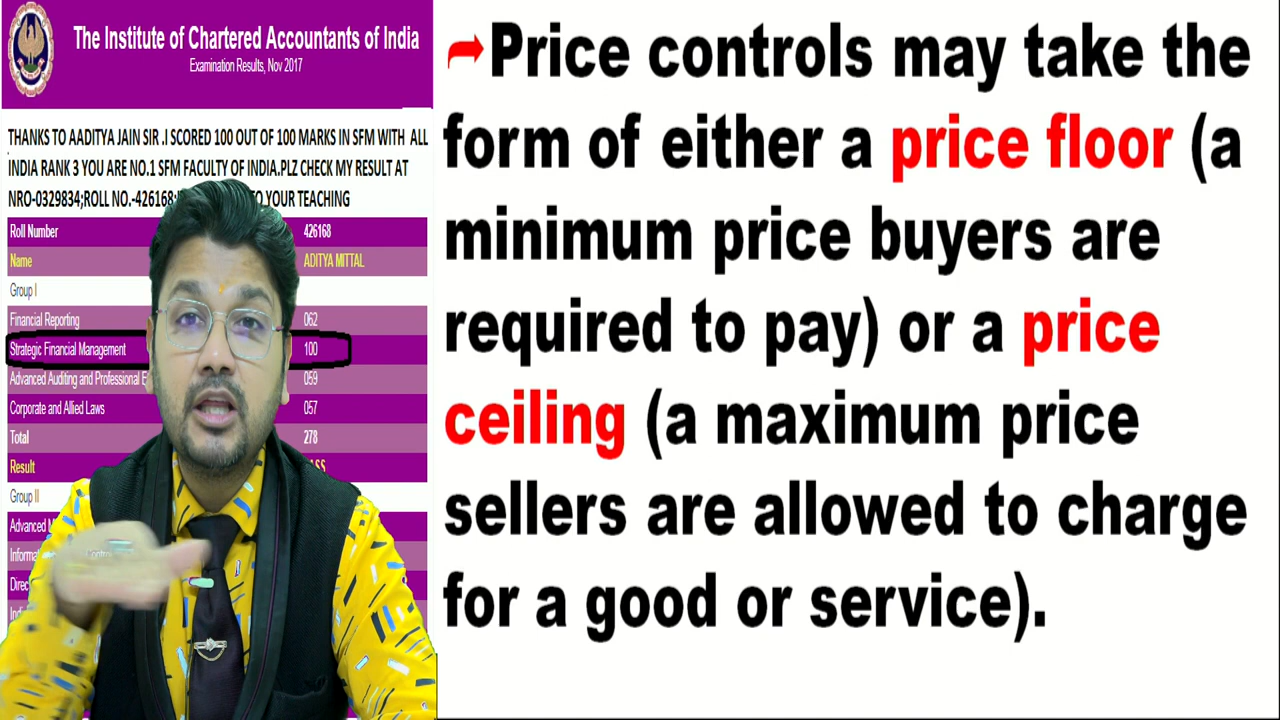 The Institute of Chartered Accountants of India
Examination Results, Nov 2017
THANKS TO AADITYA JAIN SIR .I SCORED 100 OUT OF 100 MARKS IN SFM WITH ALL
INDIA RANK 3 YOU ARE NO.1 SFM FACULTY OF INDIA.PLZ CHECK MY RESULT AT
NRO-0329834;ROLL NO.-426168; TO YOUR TEACHING
Roll Number 426168
Name ADITYA MITTAL
Group I
Financial Reporting 062
Strategic Financial Management 100
Advanced Auditing and Professional 059
Corporate and Allied Laws 057
Total 278
Result
Group II
Advanced
➦Price controls may take the
form of either a price floor (a
minimum price buyers are
required to pay) or a price
ceiling (a maximum price
sellers are allowed to charge
for a good or service).